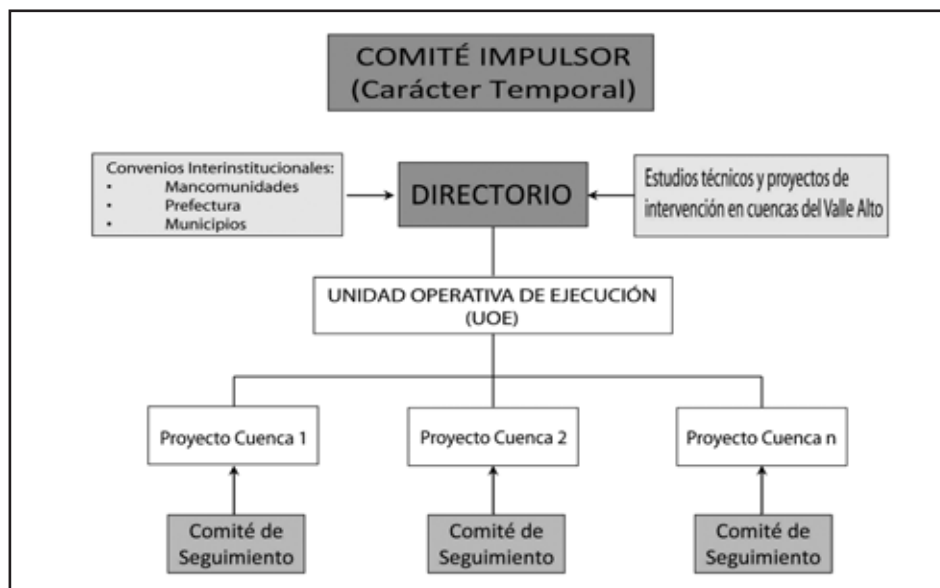 COMITÉ IMPULSOR
(Carácter Temporal)
Convenios Interinstitucionales:
• Mancomunidades
• Prefectura
• Municipios
DIRECTORIO
Estudios técnicos y proyectos de
intervención en cuencas del Valle Alto
UNIDAD OPERATIVA DE EJECUCIÓN
(UOE)
Proyecto Cuenca 1
Proyecto Cuenca 2
Proyecto Cuenca n
Comité de
Seguimiento
Comité de
Seguimiento
Comité de
Seguimiento